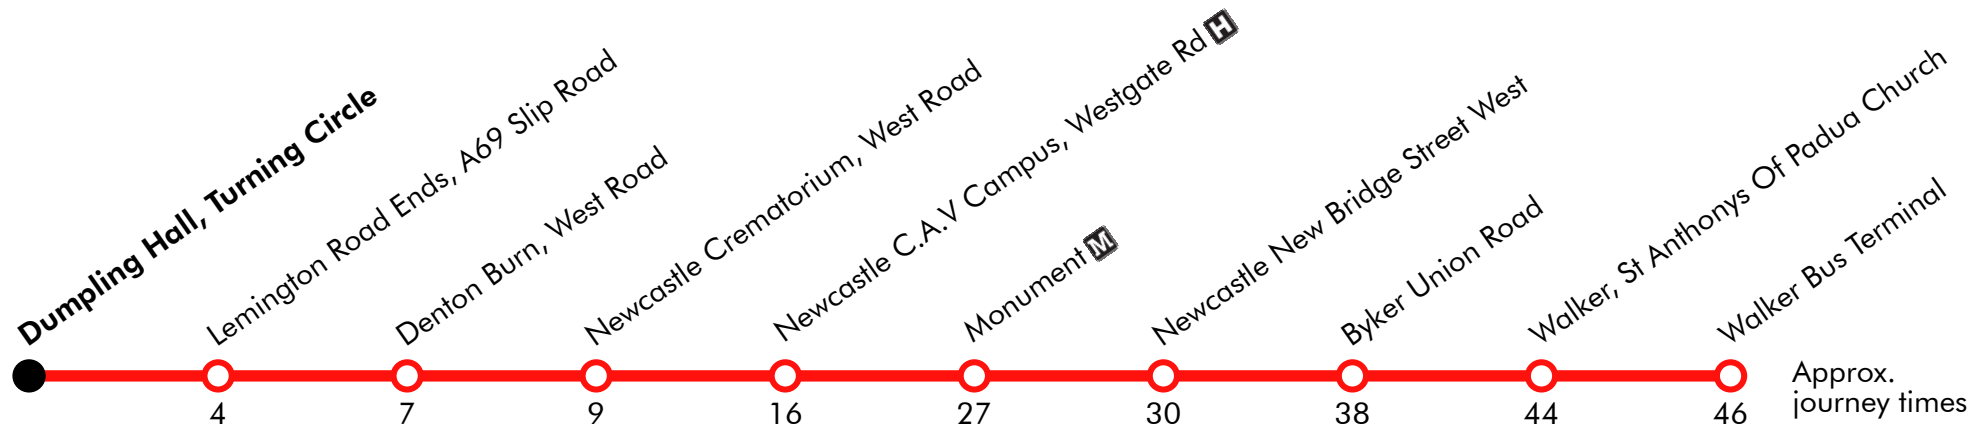 Dumpling Hall, Turning Circle
Lemington Road Ends, A69 Slip Road
Denton Burn, West Road
Newcastle Crematorium, West Road
Newcastle C.A.V Campus, Westgate Rd H
Monument M
Newcastle New Bridge Street West
Byker Union Road
Walker, St Anthonys Of Padua Church
Walker Bus Terminal
4
7
9
16
27
30
38
44
46
Approx.
journey times